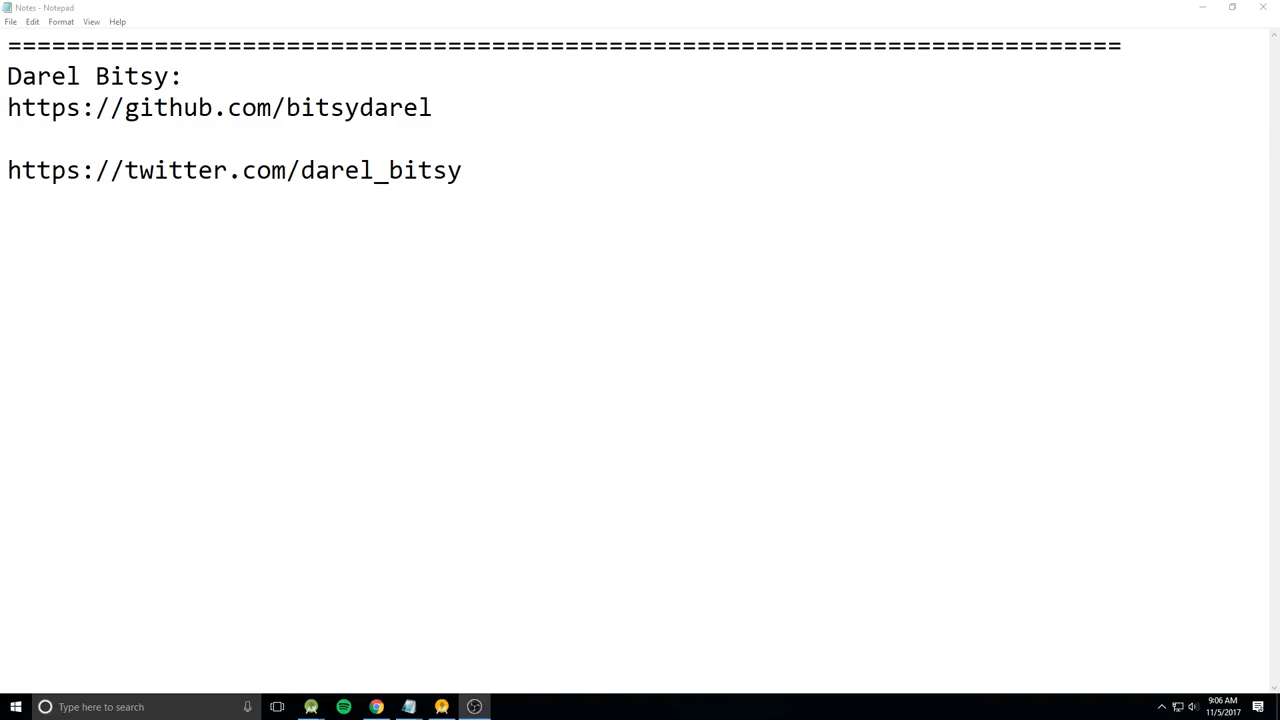 Notes - Notepad
File Edit Format View Help
============================================================================
Darel Bitsy:
https://github.com/bitsydarel
https://twitter.com/darel_bitsy
Type here to search
9:06 AM
11/5/2017